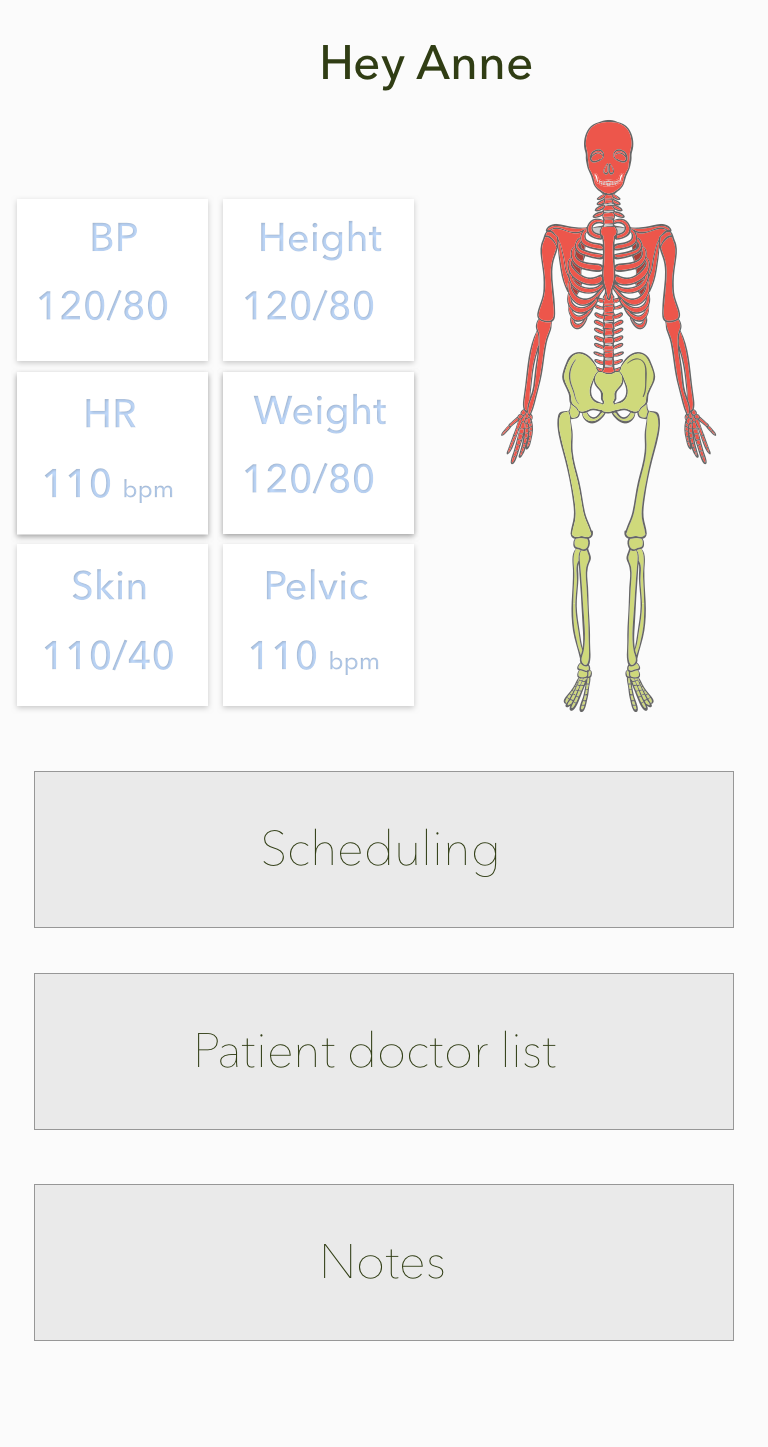 Hey Anne
BP
120/80
Height
120/80
HR
110 bpm
Weight
120/80
Skin
110/40
Pelvic
110 bpm
Scheduling
Patient doctor list
Notes